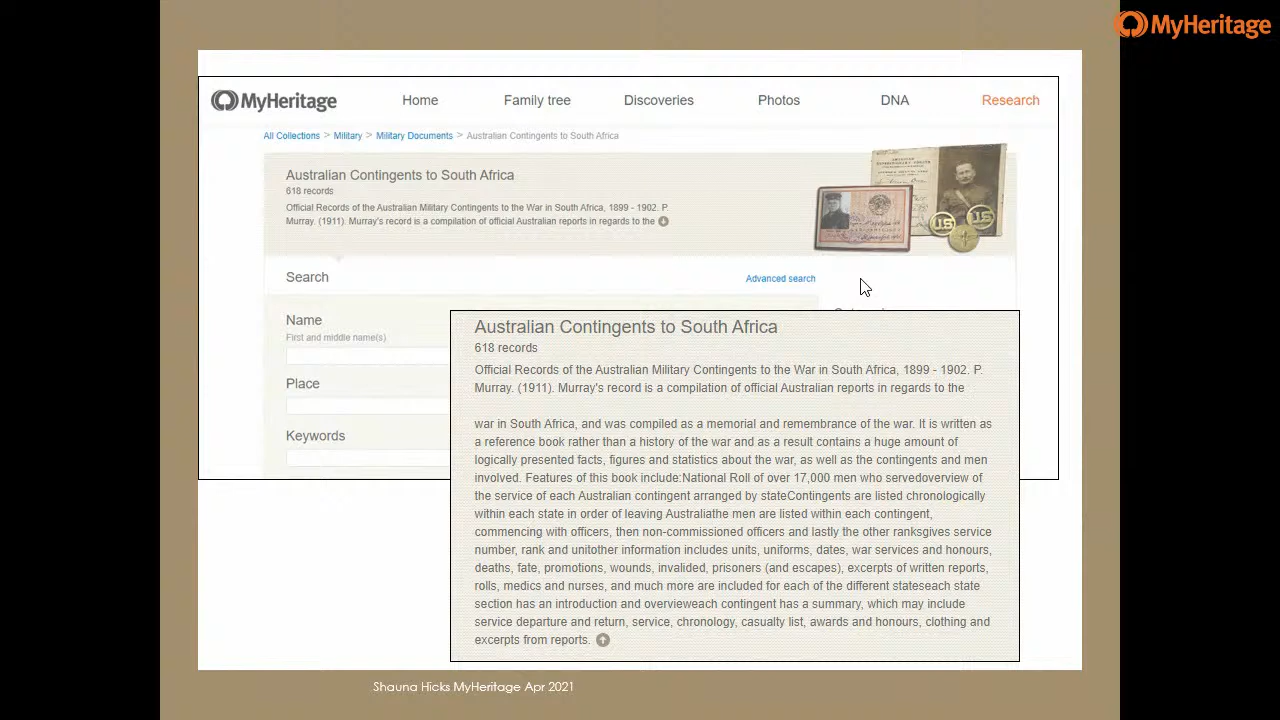 MyHeritage
MyHeritage Home Family tree Discoveries Photos DNA Research
All Collections > Military > Military Documents > Australian Contingents to South Africa
Australian Contingents to South Africa
618 records
Official Records of the Australian Military Contingents to the War in South Africa, 1899 - 1902. P.
Murray. (1911). Murray's record is a compilation of official Australian reports in regards to the
US US
Search
Advanced search
Name
First and middle name(s)
Place
Keywords
Australian Contingents to South Africa
618 records
Official Records of the Australian Military Contingents to the War in South Africa, 1899 - 1902. P.
Murray. (1911). Murray's record is a compilation of official Australian reports in regards to the
war in South Africa, and was compiled as a memorial and remembrance of the war. It is written as
a reference book rather than a history of the war and as a result contains a huge amount of
logically presented facts, figures and statistics about the war, as well as the contingents and men
involved. Features of this book include:National Roll of over 17,000 men who servedoverview of
the service of each Australian contingent arranged by stateContingents are listed chronologically
within each state in order of leaving Australiathe men are listed within each contingent,
commencing with officers, then non-commissioned officers and lastly the other ranksgives service
number, rank and unitother information includes units, uniforms, dates, war services and honours,
deaths, fate, promotions, wounds, invalided, prisoners (and escapes), excerpts of written reports,
rolls, medics and nurses, and much more are included for each of the different stateseach state
section has an introduction and overvieweach contingent has a summary, which may include
service departure and return, service, chronology, casualty list, awards and honours, clothing and
excerpts from reports.
Shauna Hicks MyHeritage Apr 2021